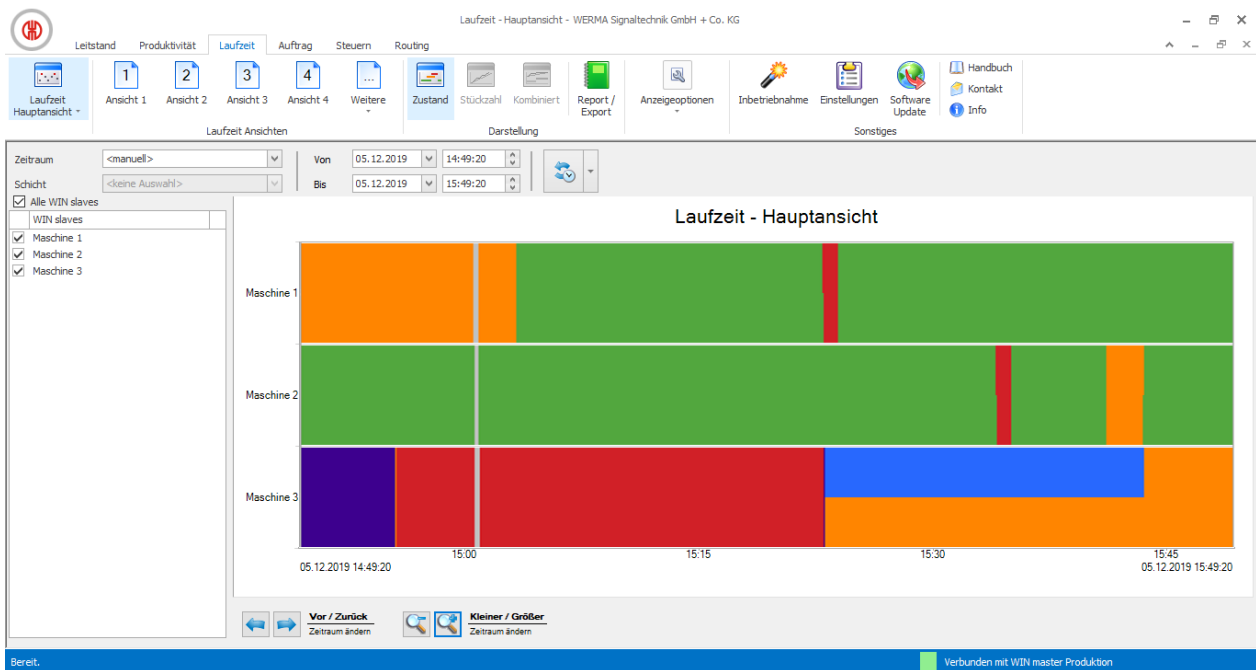 Laufzeit - Hauptansicht - WERMA Signaltechnik GmbH + Co. KG
Leitstand Produktivität Laufzeit Auftrag Steuern Routing
1 2 3 4 ...
Laufzeit Hauptansicht Ansicht 1 Ansicht 2 Ansicht 3 Ansicht 4 Weitere Zustand Stückzahl Kombiniert Report / Export Anzeigeoptionen Inbetriebnahme Einstellungen Software Update
Handbuch
Kontakt
Info
Laufzeit Ansichten Darstellung Sonstiges
Zeitraum <manuell> Von 05.12.2019 14:49:20
Schicht <keine Auswahl> Bis 05.12.2019 15:49:20
Alle WIN slaves
WIN slaves
Maschine 1
Maschine 2
Maschine 3
Laufzeit - Hauptansicht
Maschine 1
Maschine 2
Maschine 3
15:00 15:15 15:30 15:45
05.12.2019 14:49:20 05.12.2019 15:49:20
Vor / Zurück Kleiner / Größer
Zeitraum ändern Zeitraum ändern
Bereit. Verbunden mit WIN master Produktion